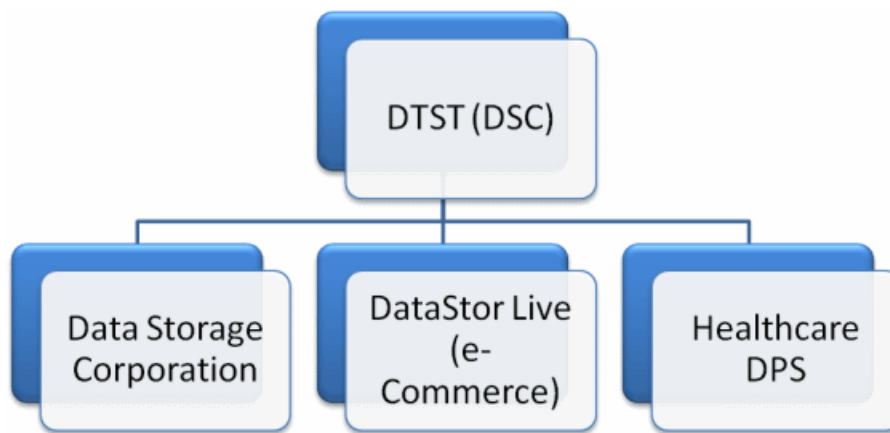 DTST (DSC)
Data Storage
Corporation
DataStor Live
(e-
Commerce)
Healthcare
DPS